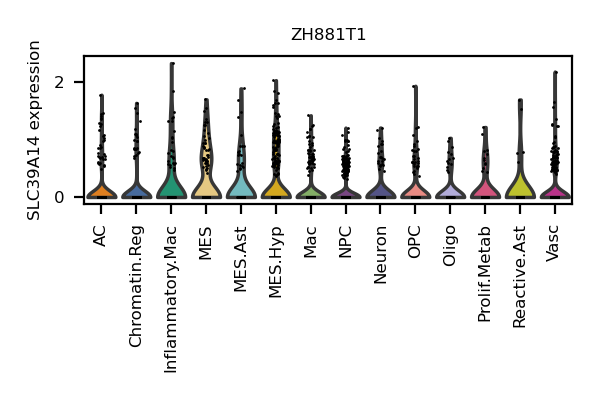 ZH881T1
SLC39A14 expression
2
0
AC
Chromatin.Reg
Inflammatory.Mac
MES
MES.Ast
MES.Hyp
Mac
NPC
Neuron
OPC
Oligo
Prolif.Metab
Reactive.Ast
Vasc